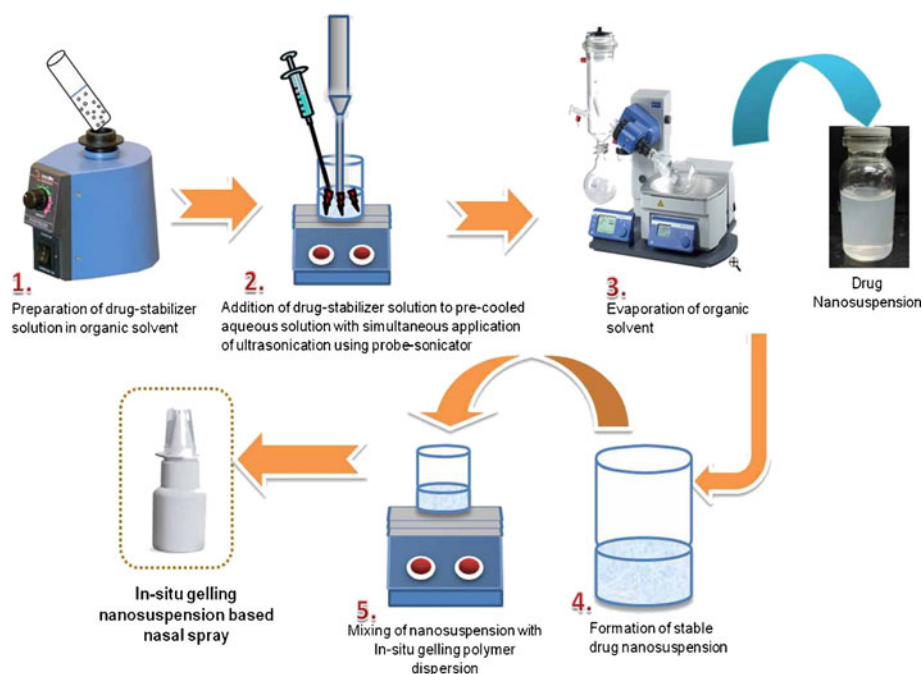 1.
Preparation of drug-stabilizer
solution in organic solvent
2.
Addition of drug-stabilizer solution to pre-cooled
aqueous solution with simultaneous application
of ultrasonication using probe-sonicator
3.
Evaporation of organic
solvent
Drug
Nanosuspension
4.
Formation of stable
drug nanosuspension
5.
Mixing of nanosuspension with
In-situ gelling polymer
dispersion
In-situ gelling
nanosuspension based
nasal spray